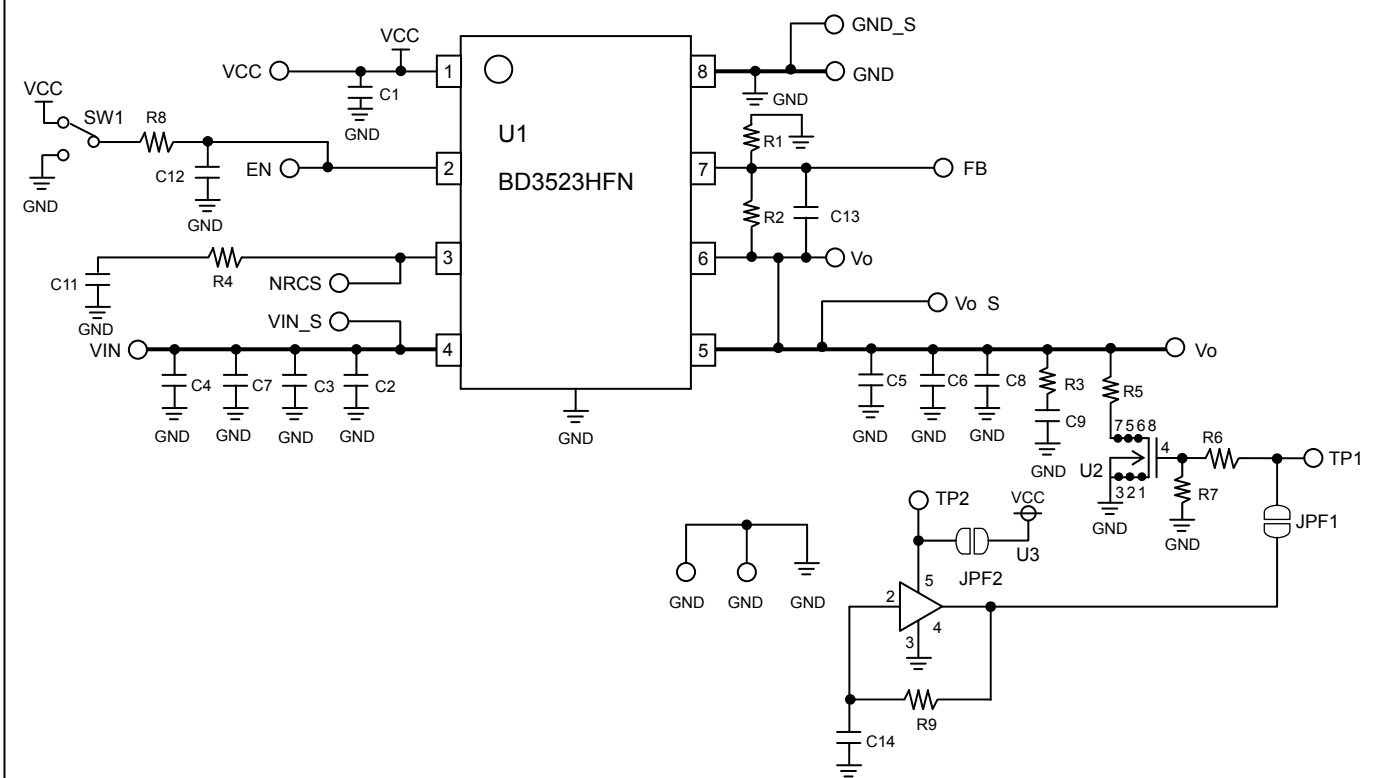 GND_S
VCC
VCC
1
8
GND
C1
GND
GND
VCC
SW1
R8
R1
U1
BD3523HFN
EN
2
7
FB
C12
GND
GND
R2
C13
3
6
Vo
R4
C11
NRCS
GND
VIN_S
Vo S
VIN
4
5
Vo
C4
C7
C3
C2
GND
GND
GND
GND
GND
C5
C6
C8
R3
R5
GND
GND
GND
C9
GND
7568
4
R6
TP1
U2
321
R7
GND
GND
JPF1
TP2
VCC
U3
JPF2
GND
GND
GND
5
2
4
3
R9
C14